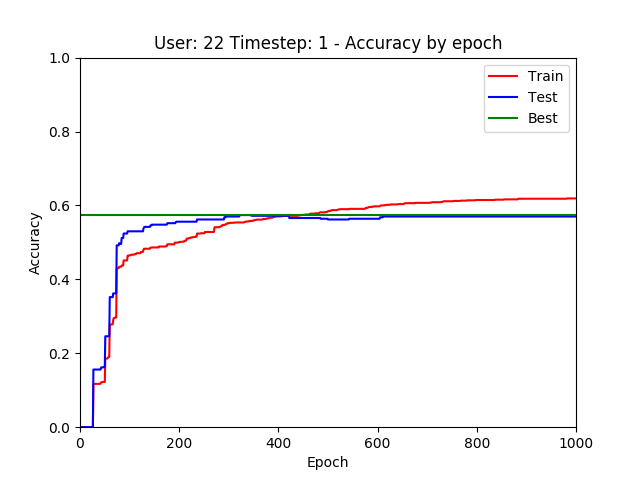 User: 22 Timestep: 1 - Accuracy by epoch
1.0
0.8
0.6
0.4
0.2
0.0
Accuracy
Train
Test
Best
0 200 400 600 800 1000
Epoch